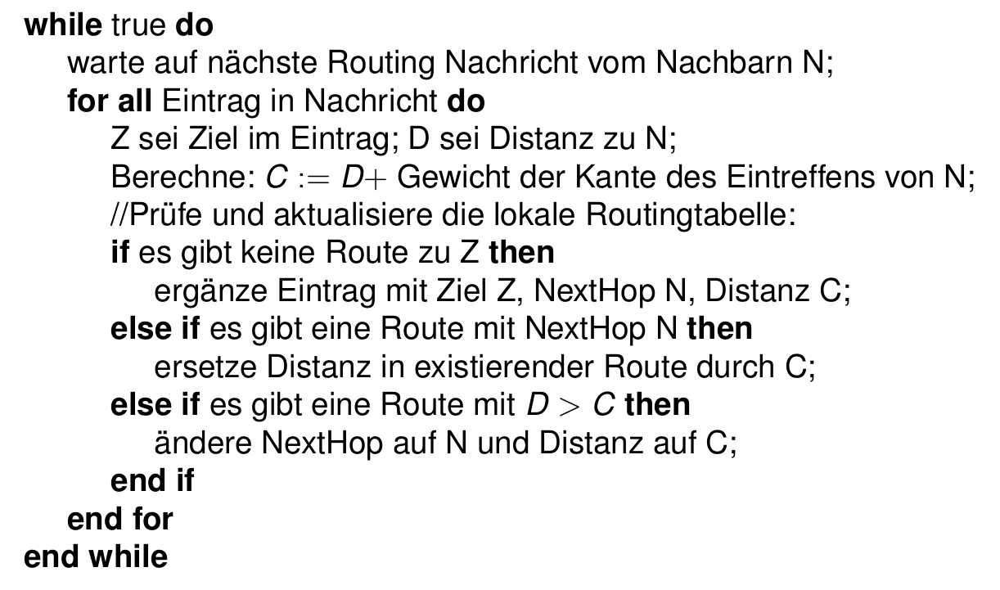 while true do
warte auf nächste Routing Nachricht vom Nachbarn N;
for all Eintrag in Nachricht do
Z sei Ziel im Eintrag; D sei Distanz zu N;
Berechne: C := D+ Gewicht der Kante des Eintreffens von N;
//Prüfe und aktualisiere die lokale Routingtabelle:
if es gibt keine Route zu Z then
ergänze Eintrag mit Ziel Z, NextHop N, Distanz C;
else if es gibt eine Route mit NextHop N then
ersetze Distanz in existierender Route durch C;
else if es gibt eine Route mit D > C then
ändere NextHop auf N und Distanz auf C;
end if
end for
end while